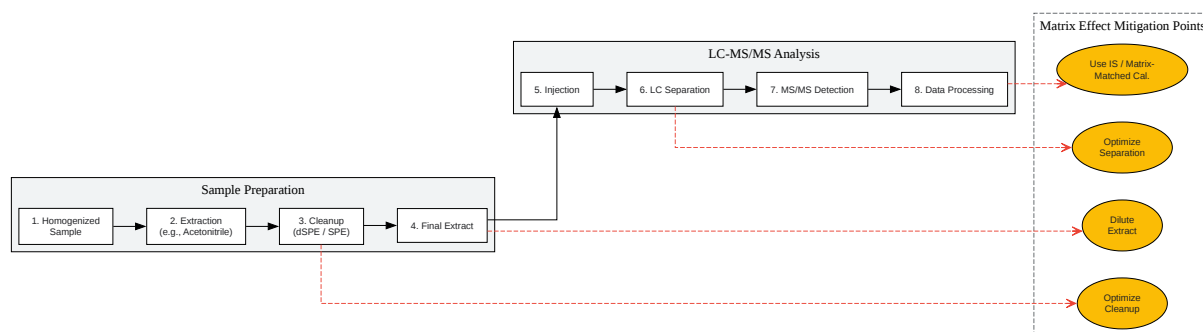 Matrix Effect Mitigation Points
LC-MS/MS Analysis
Use IS / Matrix-
Matched Cal.
5. Injection
6. LC Separation
7. MS/MS Detection
8. Data Processing
Optimize
Separation
Sample Preparation
1. Homogenized
Sample
2. Extraction
(e.g., Acetonitrile)
3. Cleanup
(dSPE / SPE)
4. Final Extract
Dilute
Extract
Optimize
Cleanup